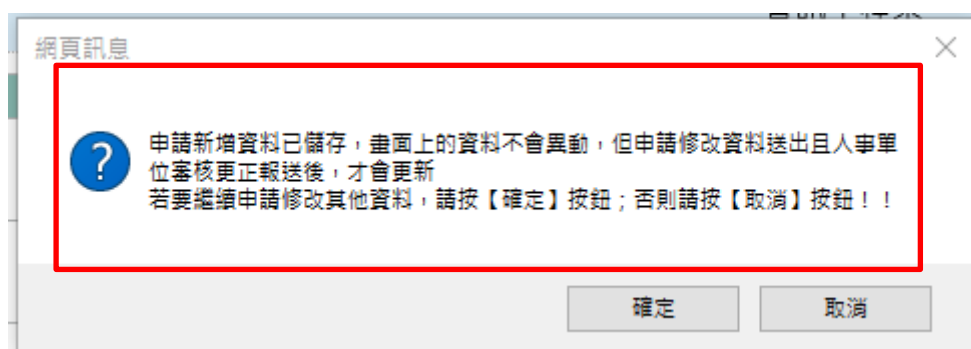 網頁訊息
申請新增資料已儲存，畫面上的資料不會異動，但申請修改資料送出且人事單
位審核更正報送後，才會更新
若要繼續申請修改其他資料，請按【確定】按鈕；否則請按【取消】按鈕！！
確定
取消